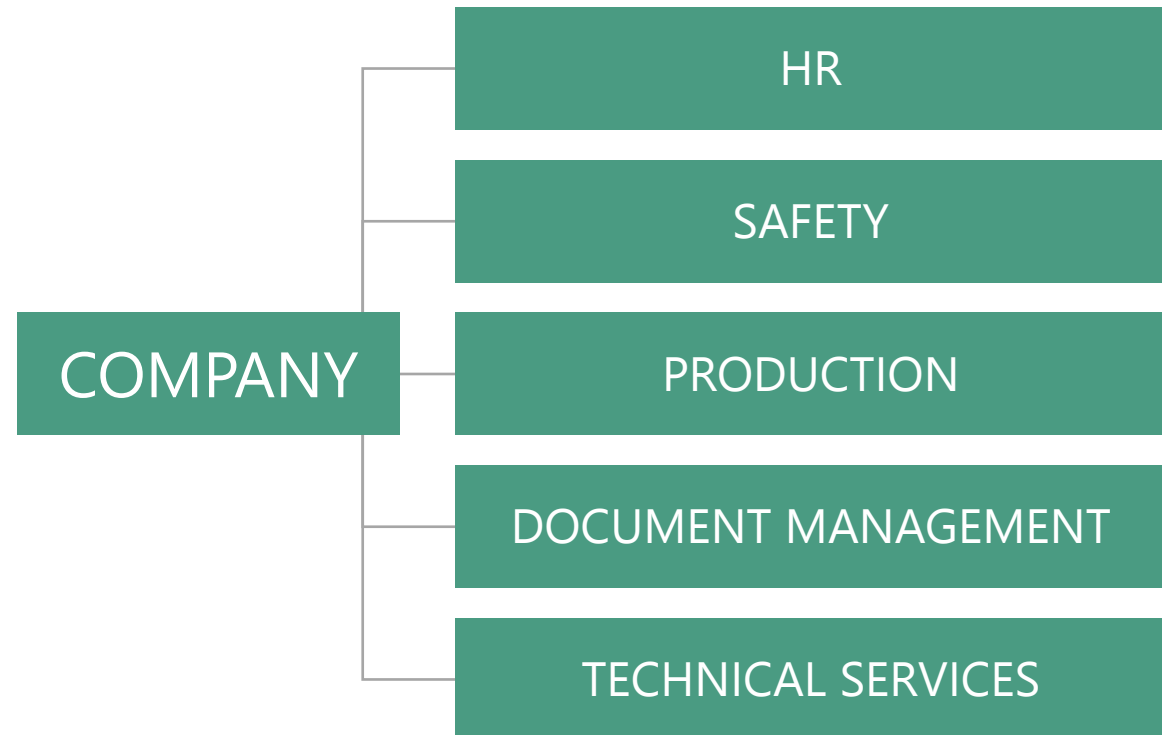 HR
SAFETY
COMPANY
PRODUCTION
DOCUMENT MANAGEMENT
TECHNICAL SERVICES